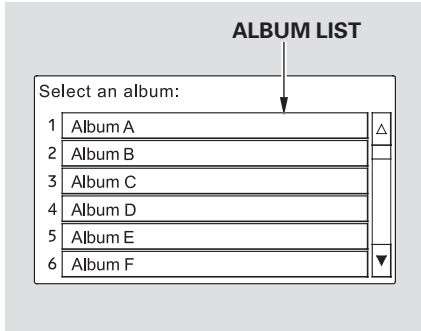 ALBUM LIST
Select an album:
1 Album A
2 Album B
3 Album C
4 Album D
5 Album E
6 Album F